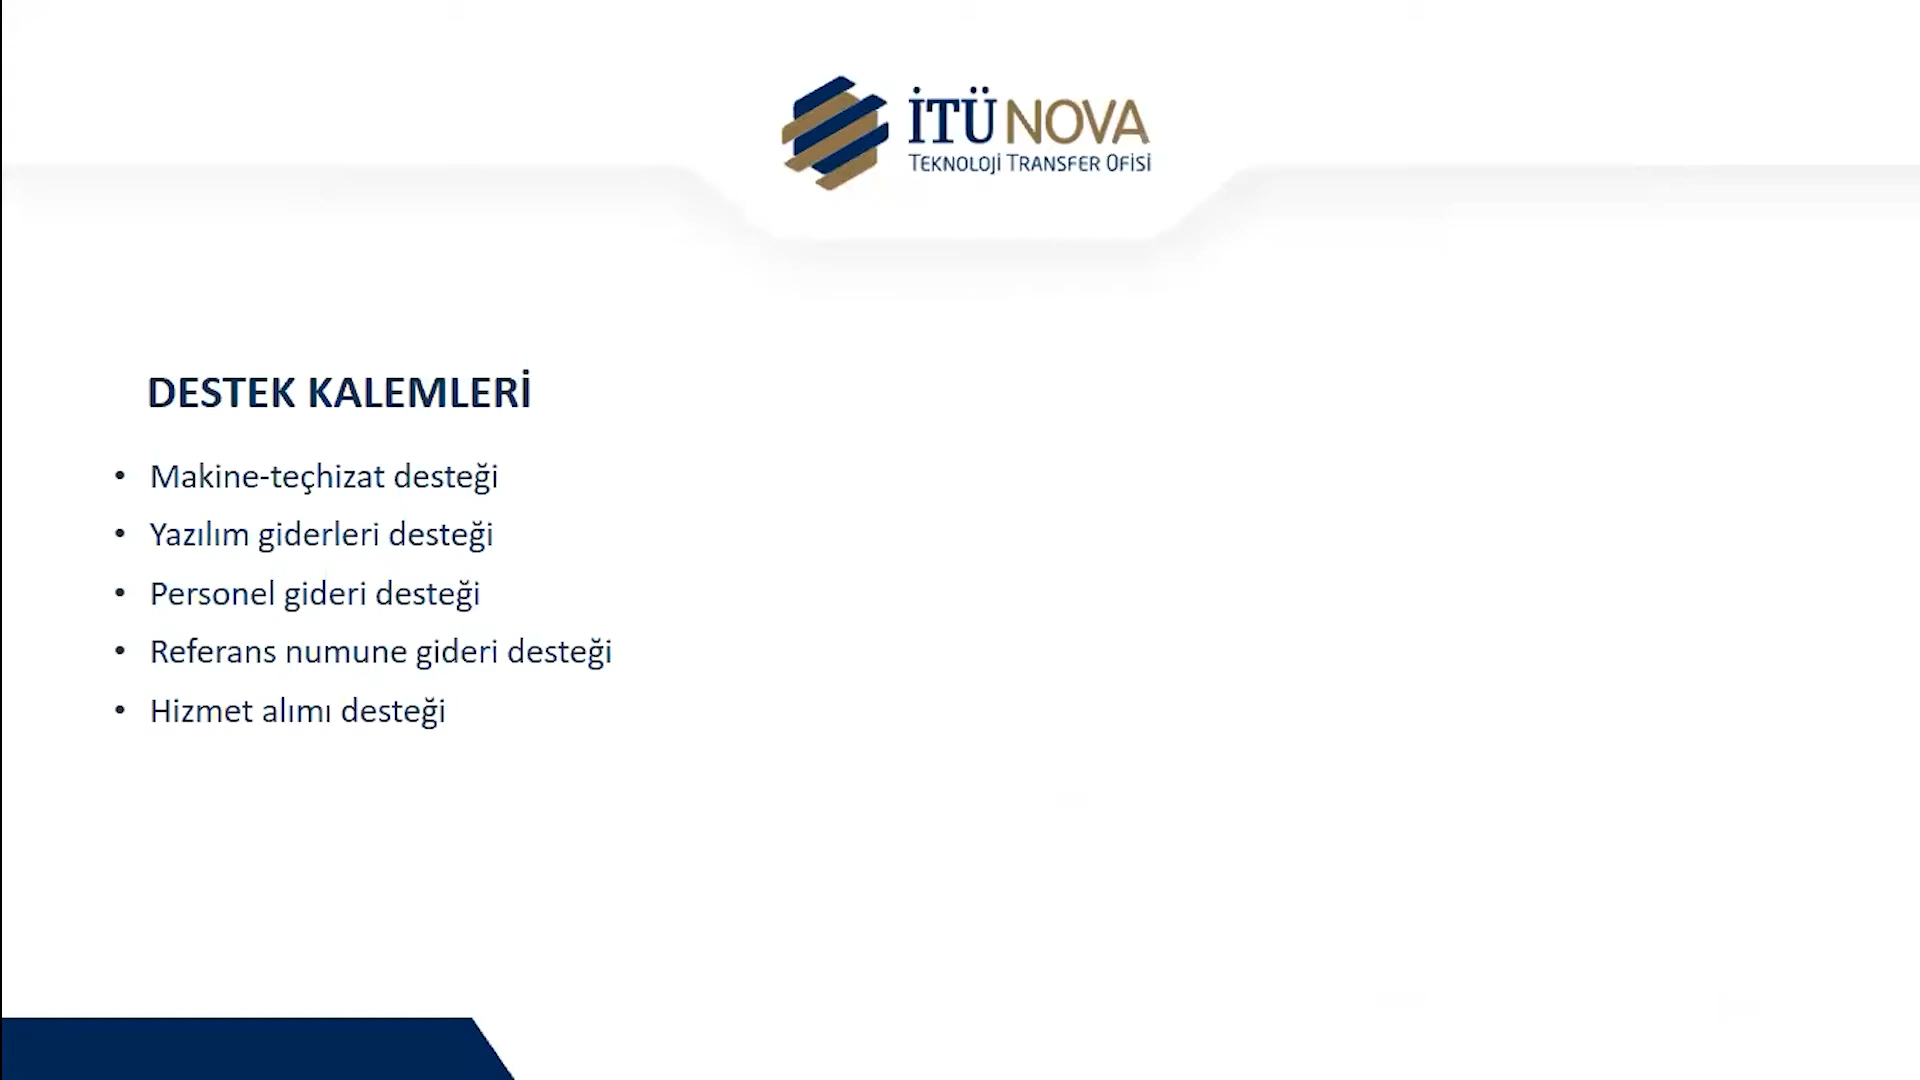 İTÜ NOVA
TEKNOLOJİ TRANSFER OFİSİ
DESTEK KALEMLERİ
• Makine-teçhizat desteği
• Yazılım giderleri desteği
• Personel gideri desteği
• Referans numune gideri desteği
• Hizmet alımı desteği